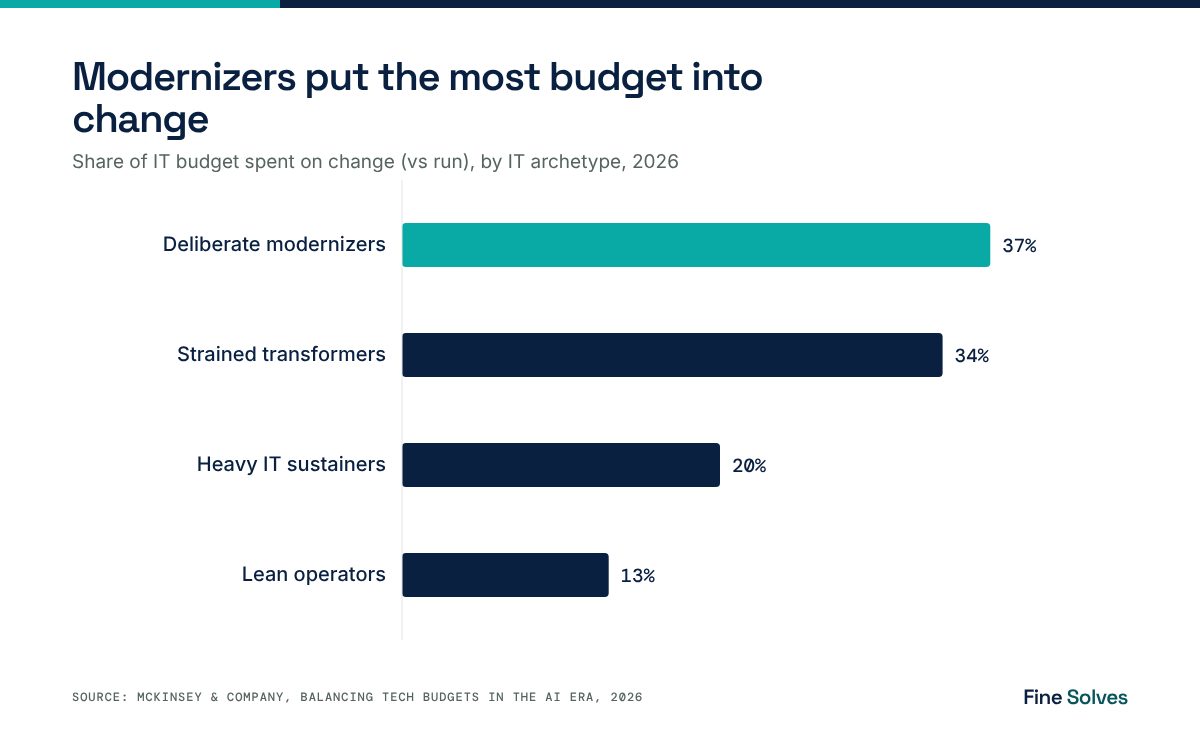 Modernizers put the most budget into
change
Share of IT budget spent on change (vs run), by IT archetype, 2026
Deliberate modernizers 37%
Strained transformers 34%
Heavy IT sustainers 20%
Lean operators 13%
SOURCE: MCKINSEY & COMPANY, BALANCING TECH BUDGETS IN THE AI ERA, 2026
Fine Solves